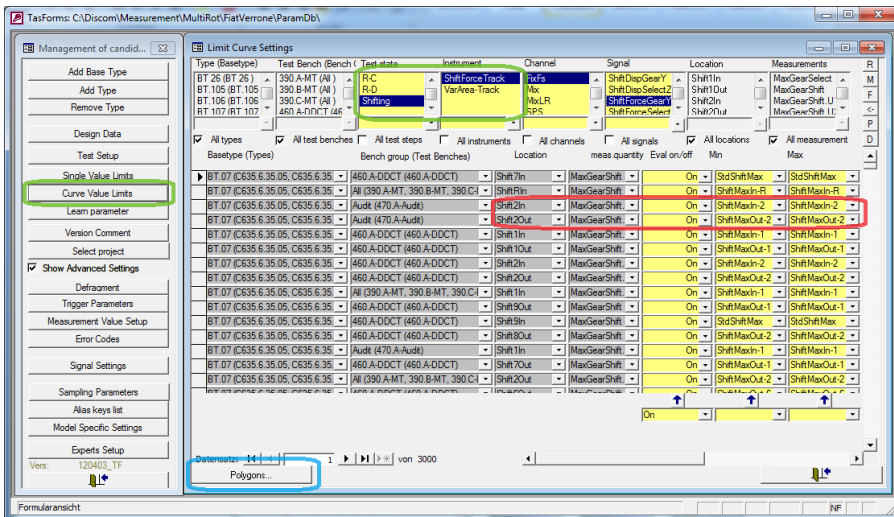 TasForms: C:\Discom\Measurement\MultiRot\FiatVerrone\ParamDb\
Management of candid...
Add Base Type
Add Type
Remove Type
Design Data
Test Setup
Single Value Limits
Curve Value Limits
Learn parameter
Version Comment
Select project
Show Advanced Settings
Defragment
Trigger Parameters
Measurement Value Setup
Error Codes
Signal Settings
Sampling Parameters
Alias keys list
Model Specific Settings
Experts Setup
Vers: 120403_TF
Limit Curve Settings
Type (Basetype) Test Bench (Bench ( Test state Instrument Channel Signal Location Measurements R
BT 26 (BT 26 ) 390.A-MT (All ) R-C ShiftForceTrack FixFs ShiftDispGearY Shift1In MaxGearSelect M
BT.105 (BT.105 390.B-MT (All ) R-D VarArea-Track Mix ShiftDispSelectZ Shift1Out MaxGearShift F
BT.106 (BT.106 390.C-MT (All ) Shifting MixLR ShiftForceGearY Shift2In MaxGearShift.U <-
BT 107 (BT 107 460 A-DDCT (46 SPS ShiftForceSelect Shift2Out MaxGearShift U P
All types All test benches All test steps All instruments All channels All signals All locations All measurement D
Basetype (Types) Bench group (Test Benches) Location meas.quantity Eval on/off Min Max
BT.07 (C635.6.35.05, C635.6.35. 460.A-DDCT (460.A-DDCT) Shift7In MaxGearShift. On StdShiftMax StdShiftMax
BT.07 (C635.6.35.05, C635.6.35. All (390.A-MT, 390.B-MT, 390.C-I ShiftRIn MaxGearShift. On ShiftMaxIn-R ShiftMaxIn-R
BT.07 (C635.6.35.05, C635.6.35. Audit (470.A-Audit) Shift2In MaxGearShift. On ShiftMaxIn-2 ShiftMaxIn-2
BT.07 (C635.6.35.05, C635.6.35. Audit (470.A-Audit) Shift2Out MaxGearShift. On ShiftMaxOut-2 ShiftMaxOut-2
BT.07 (C635.6.35.05, C635.6.35. 460.A-DDCT (460.A-DDCT) Shift1In MaxGearShift. On ShiftMaxIn-1 ShiftMaxIn-1
BT.07 (C635.6.35.05, C635.6.35. 460.A-DDCT (460.A-DDCT) Shift1Out MaxGearShift. On ShiftMaxOut-1 ShiftMaxOut-1
BT.07 (C635.6.35.05, C635.6.35. 460.A-DDCT (460.A-DDCT) Shift2In MaxGearShift. On ShiftMaxIn-2 ShiftMaxIn-2
BT.07 (C635.6.35.05, C635.6.35. 460.A-DDCT (460.A-DDCT) Shift2Out MaxGearShift. On ShiftMaxOut-2 ShiftMaxOut-2
BT.07 (C635.6.35.05, C635.6.35. All (390.A-MT, 390.B-MT, 390.C-I Shift1In MaxGearShift. On ShiftMaxIn-1 ShiftMaxIn-1
BT.07 (C635.6.35.05, C635.6.35. 460.A-DDCT (460.A-DDCT) Shift9Out MaxGearShift. On ShiftMaxOut-1 ShiftMaxOut-1
BT.07 (C635.6.35.05, C635.6.35. 460.A-DDCT (460.A-DDCT) Shift9In MaxGearShift. On StdShiftMax StdShiftMax
BT.07 (C635.6.35.05, C635.6.35. 460.A-DDCT (460.A-DDCT) Shift8Out MaxGearShift. On ShiftMaxOut-2 ShiftMaxOut-2
BT.07 (C635.6.35.05, C635.6.35. Audit (470.A-Audit) Shift1In MaxGearShift. On ShiftMaxIn-1 ShiftMaxIn-1
BT.07 (C635.6.35.05, C635.6.35. All (390.A-MT, 390.B-MT, 390.C-I Shift2Out MaxGearShift. On ShiftMaxOut-2 ShiftMaxOut-2
On
Datensatz: 1 von 3000
Polygons...
Formularansicht NF